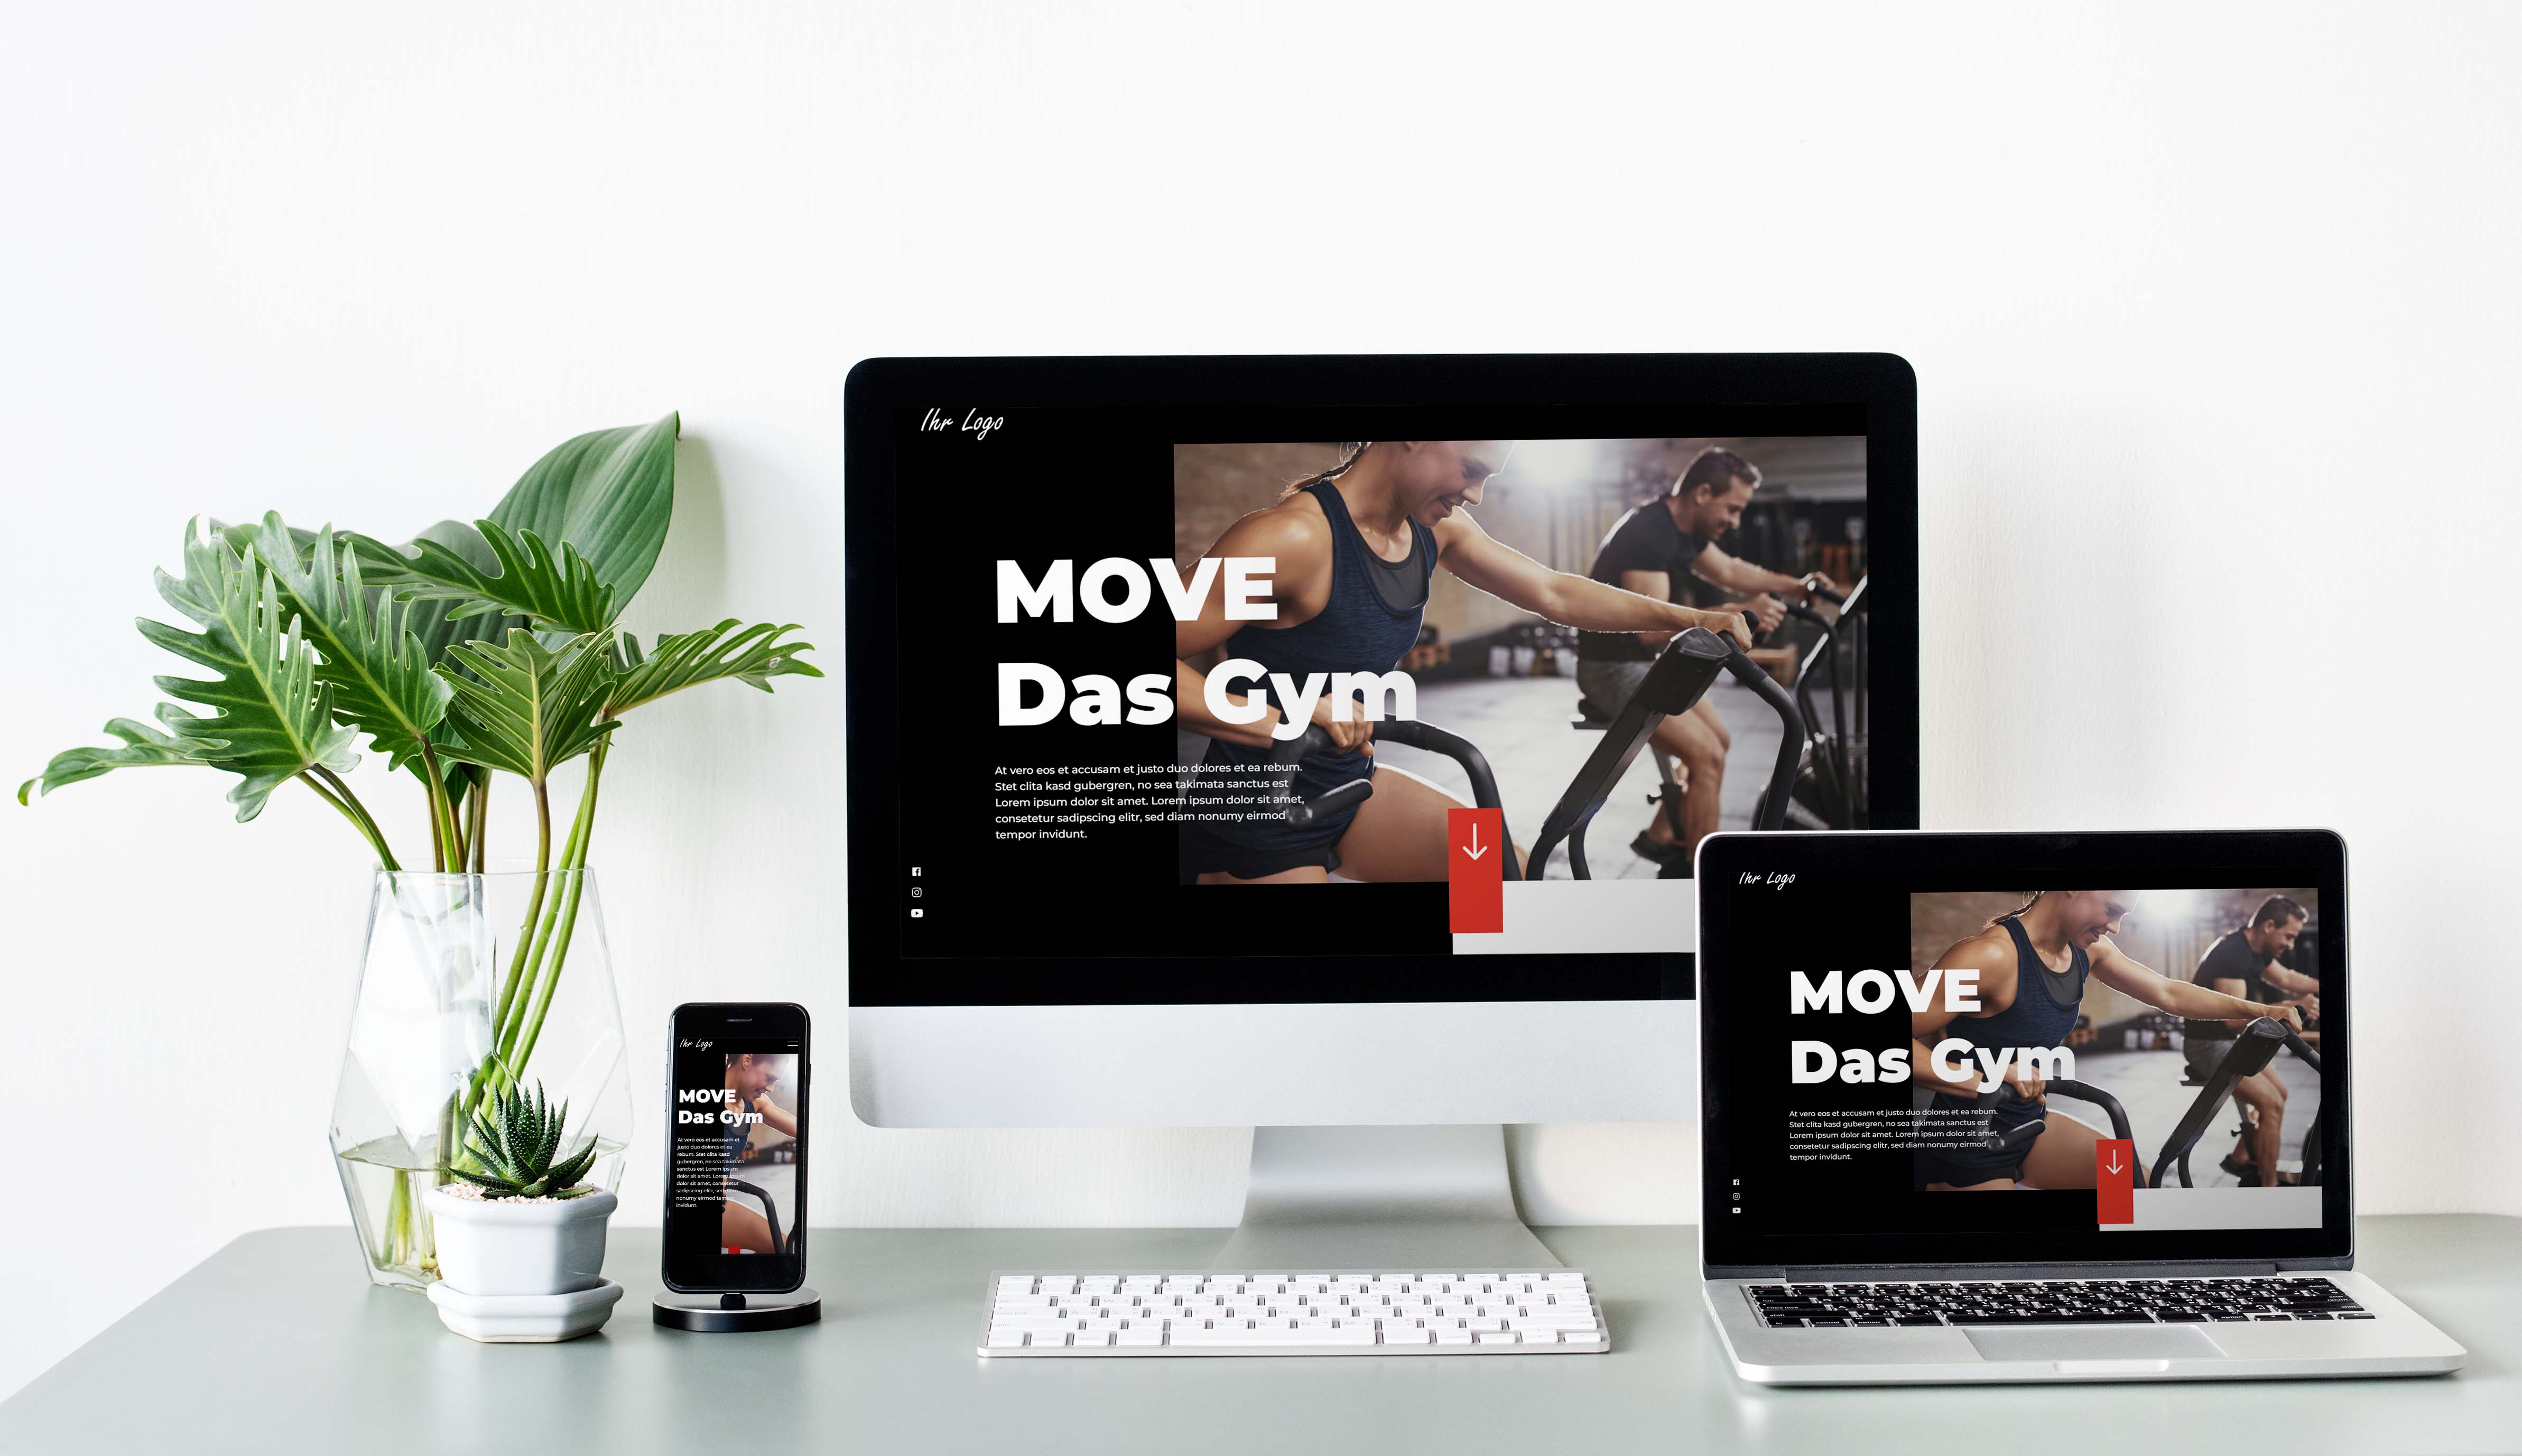 Ihr Logo
MOVE
Das Gym
At vero eos et accusam et justo duo dolores et ea rebum.
Stet clita kasd gubergren, no sea takimata sanctus est
Lorem ipsum dolor sit amet. Lorem ipsum dolor sit amet,
consetetur sadipscing elitr, sed diam nonumy eirmod
tempor invidunt.
Ihr Logo
MOVE
Das Gym
At vero eos et accusam et
justo duo dolores et ea
rebum. Stet clita kasd
gubergren, no sea takimata
sanctus est Lorem ipsum
dolor sit amet. Lorem ipsum
dolor sit amet, consetetur
sadipscing elitr, sed diam
nonumy eirmod tempor
invidunt.
Ihr Logo
MOVE
Das Gym
At vero eos et accusam et justo duo dolores et ea rebum.
Stet clita kasd gubergren, no sea takimata sanctus est
Lorem ipsum dolor sit amet. Lorem ipsum dolor sit amet,
consetetur sadipscing elitr, sed diam nonumy eirmod
tempor invidunt.